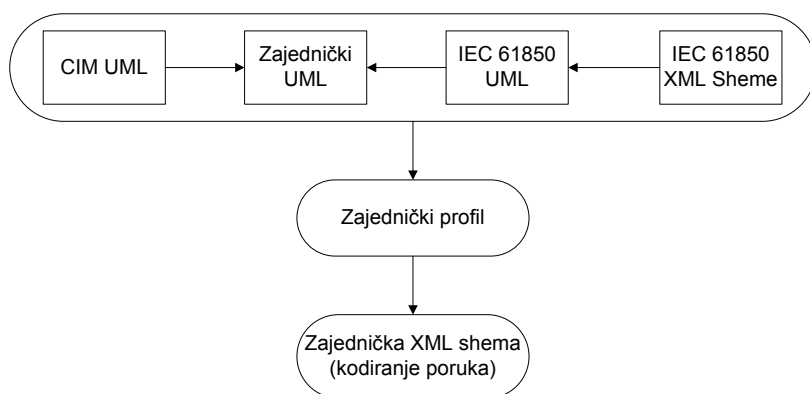 CIM UML
Zajednički
UML
IEC 61850
UML
IEC 61850
XML Sheme
Zajednički profil
Zajednička XML shema
(kodiranje poruka)